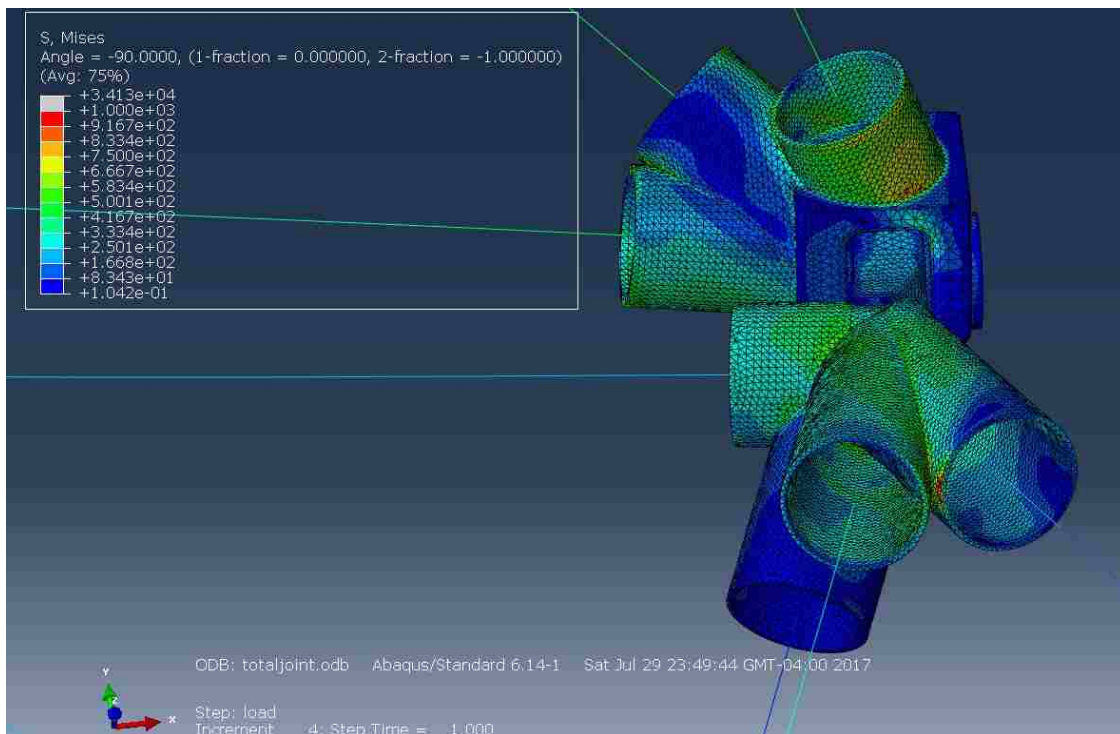 S, Mises
Angle = -90.0000, (1-fraction = 0.000000, 2-fraction = -1.000000)
(Avg: 75%)
+3.413e+04
+1.000e+03
+9.167e+02
+8.334e+02
+7.500e+02
+6.667e+02
+5.834e+02
+5.001e+02
+4.167e+02
+3.334e+02
+2.501e+02
+1.668e+02
+8.343e+01
+1.042e-01
ODB: totaljoint.odb Abaqus/Standard 6.14-1 Sat Jul 29 23:49:44 GMT-04:00 2017
Y
Z
X
Step: load
Increment 4: Step Time = 1.000